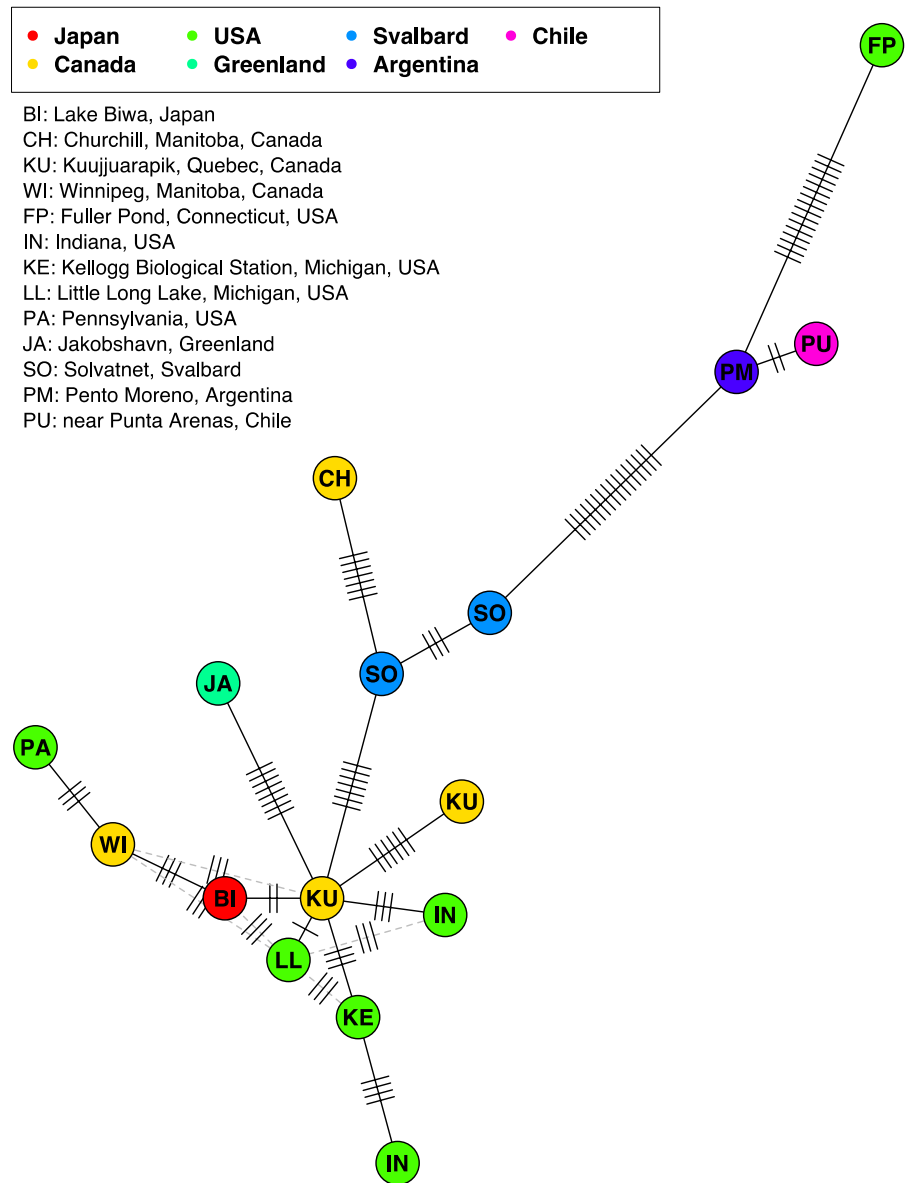 Japan USA Svalbard Chile
Canada Greenland Argentina
BI: Lake Biwa, Japan
CH: Churchill, Manitoba, Canada
KU: Kuujjuarapik, Quebec, Canada
WI: Winnipeg, Manitoba, Canada
FP: Fuller Pond, Connecticut, USA
IN: Indiana, USA
KE: Kellogg Biological Station, Michigan, USA
LL: Little Long Lake, Michigan, USA
PA: Pennsylvania, USA
JA: Jakobshavn, Greenland
SO: Solvatnet, Svalbard
PM: Pento Moreno, Argentina
PU: near Punta Arenas, Chile
FP
PU
PM
CH
SO
SO
JA
PA
KU
WI
BI
KU
IN
LL
KE
IN